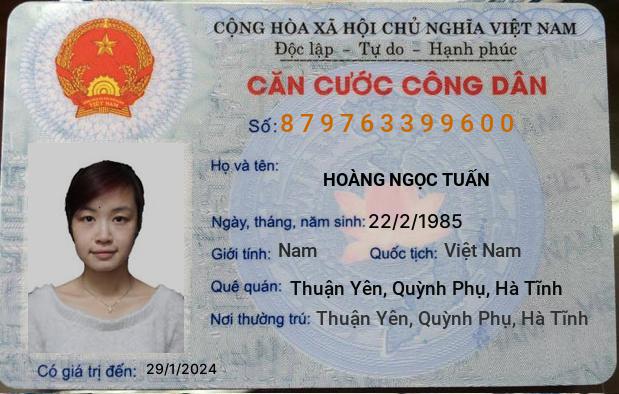 CỘNG HÒA XÃ HỘI CHỦ NGHĨA VIỆT NAM
Độc lập - Tự do - Hạnh phúc
CĂN CƯỚC CÔNG DÂN
Số: 879763399600
Họ và tên:
HOÀNG NGỌC TUẤN
Ngày, tháng, năm sinh: 22/2/1985
Giới tính: Nam Quốc tịch: Việt Nam
Quê quán: Thuận Yên, Quỳnh Phụ, Hà Tĩnh
Nơi thường trú: Thuận Yên, Quỳnh Phụ, Hà Tĩnh
Có giá trị đến: 29/1/2024
VIỆT NAM